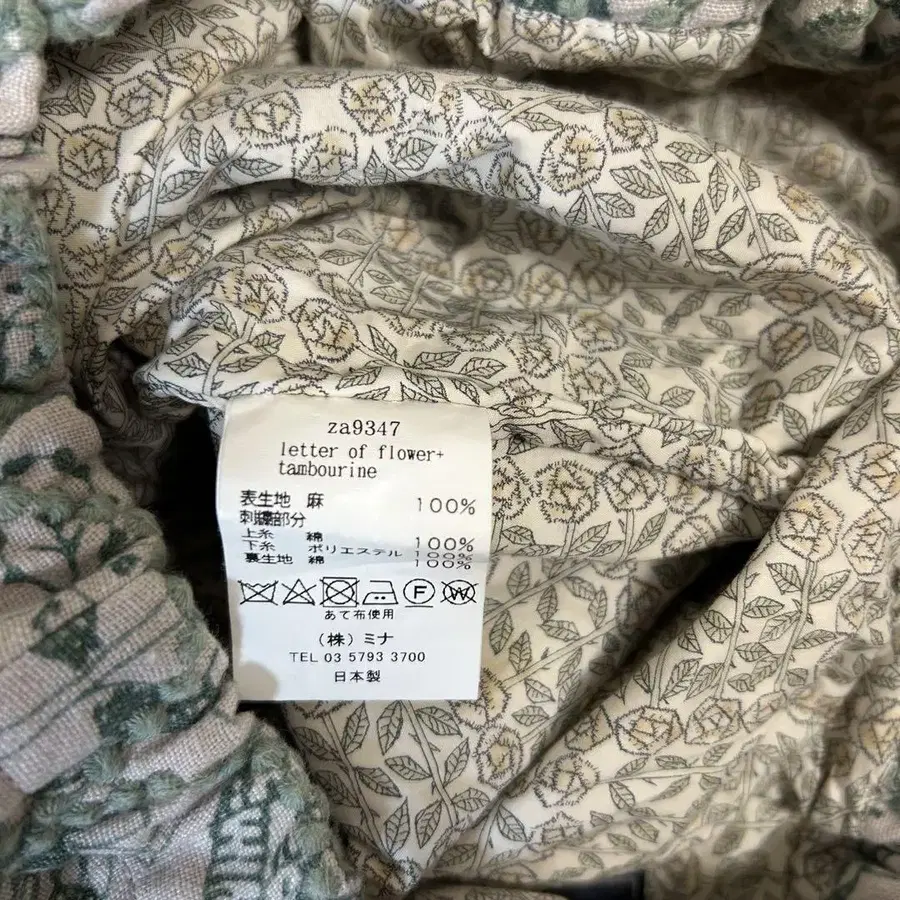 za9347
letter of flower+
tambourine
表生地 麻 100%
刺繍部分
上糸 綿 100%
下糸 ポリエステル 100%
裏生地 綿 100%
F W
あて布使用
(株)ミナ
TEL 03 5793 3700
日本製